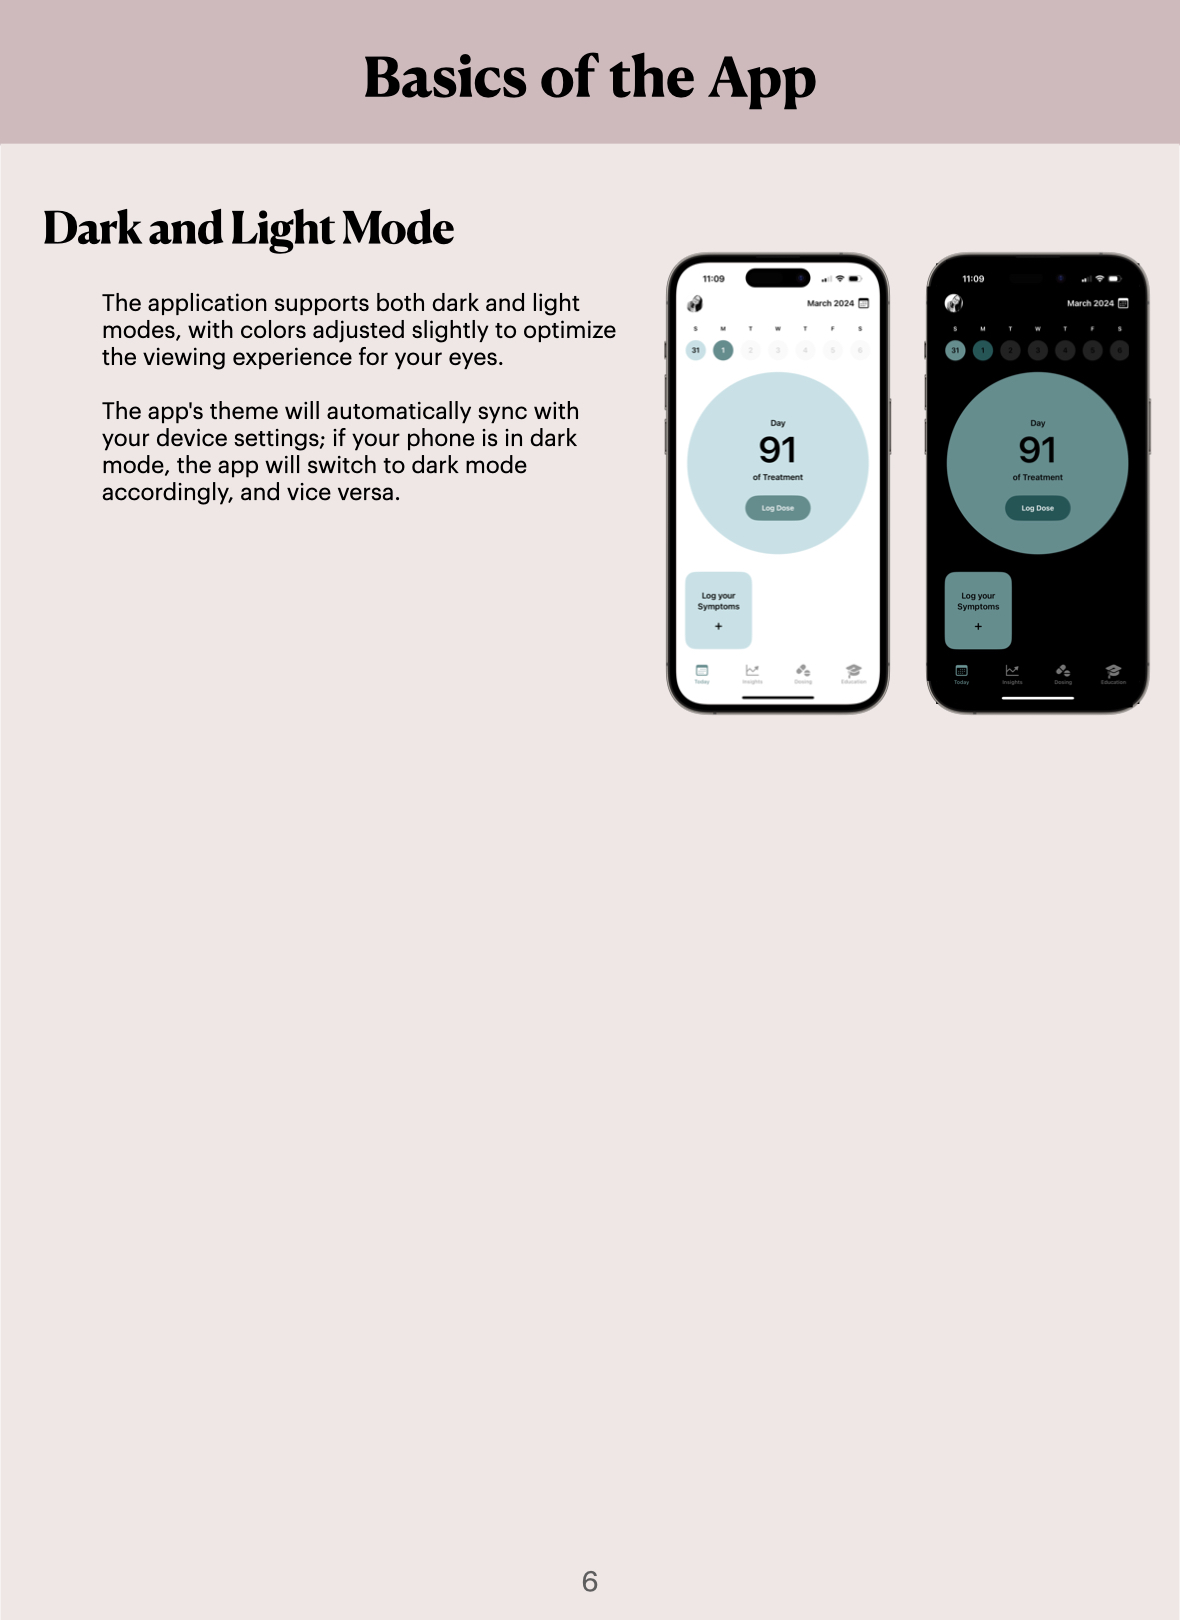 Basics of the App
Dark and Light Mode
The application supports both dark and light
modes, with colors adjusted slightly to optimize
the viewing experience for your eyes.
The app's theme will automatically sync with
your device settings; if your phone is in dark
mode, the app will switch to dark mode
accordingly, and vice versa.
11:09
March 2024
S M T W T F S
31 1 2 3 4 5 6
Day
91
of Treatment
Log Dose
Log your
Symptoms
+
Today Insights Dosing Education
11:09
March 2024
S M T W T F S
31 1 2 3 4 5 6
Day
91
of Treatment
Log Dose
Log your
Symptoms
+
Today Insights Dosing Education
6